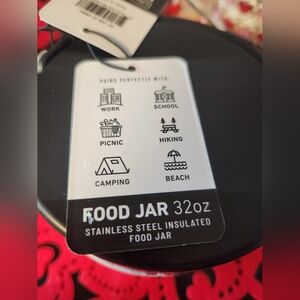 PAIRS PERFECTLY WITH:
WORK
SCHOOL
PICNIC
HIKING
CAMPING
BEACH
FOOD JAR 32oz
STAINLESS STEEL INSULATED
FOOD JAR